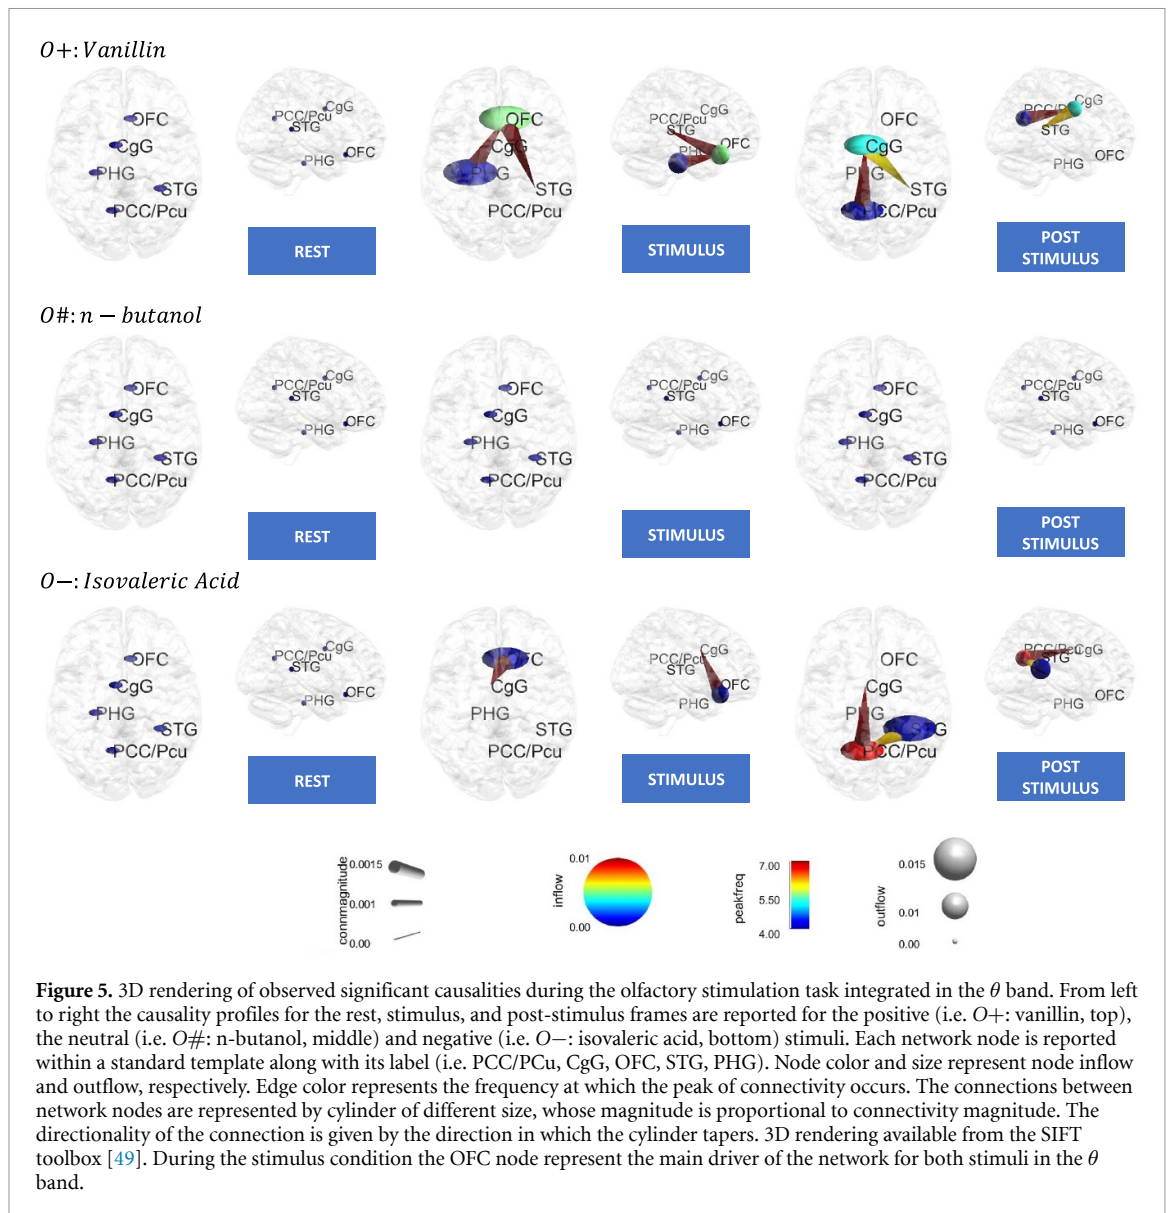 O+: Vanillin
OFC
CgG
PHG
STG
PCC/Pcu
CgG
PCC/Pcu
STG
PHG
OFC
REST
OFC
CgG
PHG
STG
PCC/Pcu
CgG
PCC/Pcu
STG
OFC
STIMULUS
OFC
CgG
PHG
STG
PCC/Pcu
CgG
STG
OFC
PHG
POST
STIMULUS
O#: n − butanol
OFC
CgG
PHG
STG
PCC/Pcu
CgG
PCC/Pcu
STG
OFC
PHG
REST
OFC
CgG
PHG
STG
PCC/Pcu
CgG
PCC/Pcu
STG
OFC
PHG
STIMULUS
OFC
CgG
PHG
STG
PCC/Pcu
CgG
PCC/Pcu
STG
OFC
PHG
POST
STIMULUS
O−: Isovaleric Acid
OFC
CgG
PHG
STG
PCC/Pcu
CgG
PCC/Pcu
STG
OFC
PHG
REST
CgG
PHG
STG
PCC/Pcu
CgG
PCC/Pcu
STG
OFC
PHG
STIMULUS
OFC
CgG
PHG
STG
PCC/Pcu
CgG
STG
OFC
PHG
POST
STIMULUS
connmagnitude
0.0015
0.001
0.00
inflow
0.01
0.00
peakfreq
7.00
5.50
4.00
outflow
0.015
0.01
0.00
Figure 5. 3D rendering of observed significant causalities during the olfactory stimulation task integrated in the θ band. From left
to right the causality profiles for the rest, stimulus, and post-stimulus frames are reported for the positive (i.e. O+: vanillin, top),
the neutral (i.e. O#: n-butanol, middle) and negative (i.e. O−: isovaleric acid, bottom) stimuli. Each network node is reported
within a standard template along with its label (i.e. PCC/PCu, CgG, OFC, STG, PHG). Node color and size represent node inflow
and outflow, respectively. Edge color represents the frequency at which the peak of connectivity occurs. The connections between
network nodes are represented by cylinder of different size, whose magnitude is proportional to connectivity magnitude. The
directionality of the connection is given by the direction in which the cylinder tapers. 3D rendering available from the SIFT
toolbox [49]. During the stimulus condition the OFC node represent the main driver of the network for both stimuli in the θ
band.